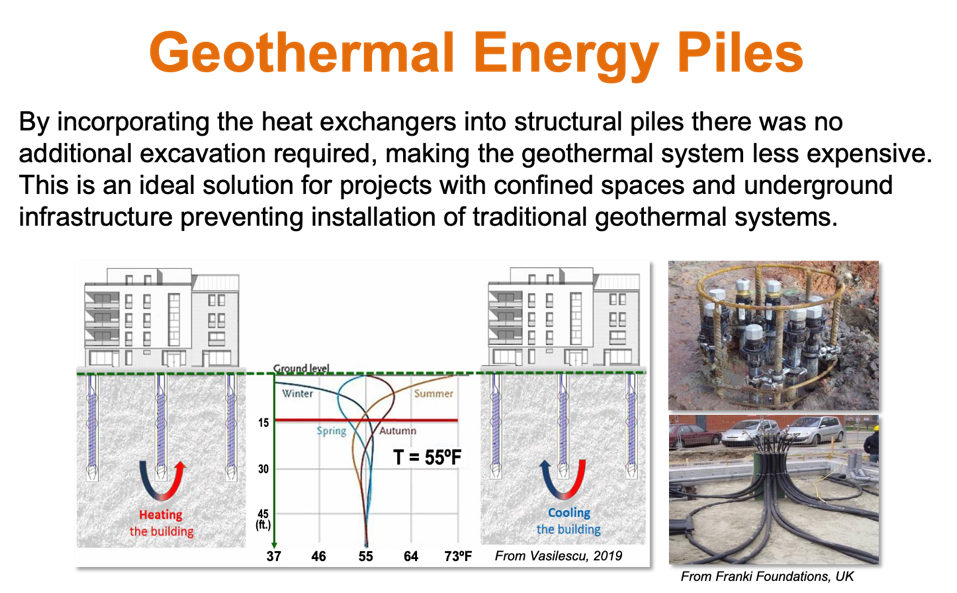 Geothermal Energy Piles
By incorporating the heat exchangers into structural piles there was no
additional excavation required, making the geothermal system less expensive.
This is an ideal solution for projects with confined spaces and underground
infrastructure preventing installation of traditional geothermal systems.
Ground level
Winter
Summer
15
Spring
Autumn
T = 55ºF
30
45
(ft.)
37 46 55 64 73ºF
Heating
the building
Cooling
the building
From Vasilescu, 2019
From Franki Foundations, UK